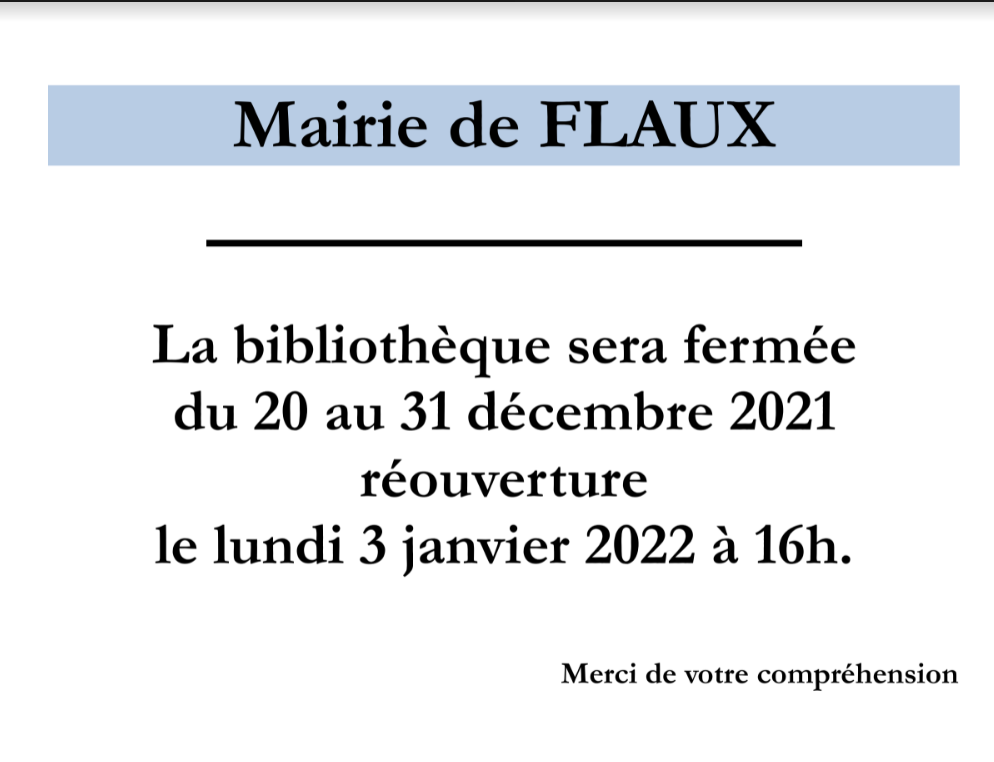 Mairie de FLAUX
La bibliothèque sera fermée
du 20 au 31 décembre 2021
réouverture
le lundi 3 janvier 2022 à 16h.
Merci de votre compréhension